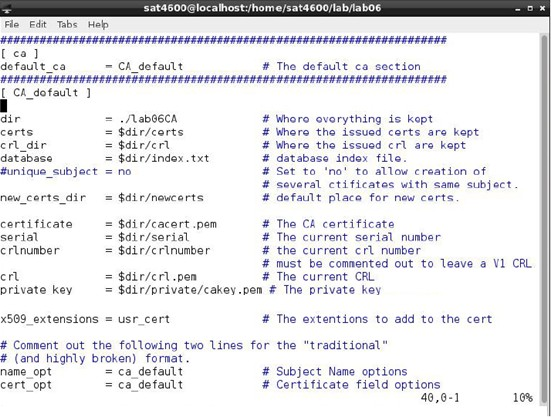 sat4600@localhost:/home/sat4600/lab/lab06
File Edit Tabs Help
####################################################################
[ ca ]
default_ca = CA_default # The default ca section
####################################################################
[ CA_default ]
dir = ./lab06CA # Where everything is kept
certs = $dir/certs # Where the issued certs are kept
crl_dir = $dir/crl # Where the issued crl are kept
database = $dir/index.txt # database index file.
#unique_subject = no # Set to 'no' to allow creation of
# several ctificates with same subject.
new_certs_dir = $dir/newcerts # default place for new certs.
certificate = $dir/cacert.pem # The CA certificate
serial = $dir/serial # The current serial number
crlnumber = $dir/crlnumber # the current crl number
# must be commented out to leave a V1 CRL
crl = $dir/crl.pem # The current CRL
private_key = $dir/private/cakey.pem # The private key
x509_extensions = usr_cert # The extentions to add to the cert
# Comment out the following two lines for the "traditional"
# (and highly broken) format.
name_opt = ca_default # Subject Name options
cert_opt = ca_default # Certificate field options
40,0-1 10%